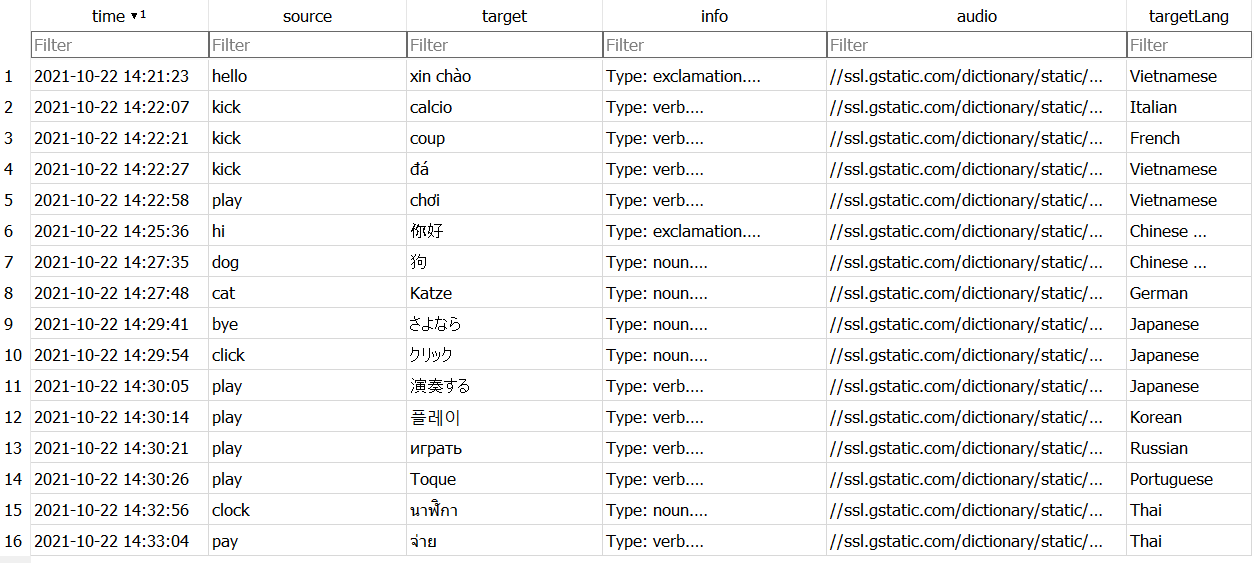 time ▾1 source target info audio targetLang
Filter Filter Filter Filter Filter Filter
1 2021-10-22 14:21:23 hello xin chào Type: exclamation.... //ssl.gstatic.com/dictionary/static/... Vietnamese
2 2021-10-22 14:22:07 kick calcio Type: verb.... //ssl.gstatic.com/dictionary/static/... Italian
3 2021-10-22 14:22:21 kick coup Type: verb.... //ssl.gstatic.com/dictionary/static/... French
4 2021-10-22 14:22:27 kick đá Type: verb.... //ssl.gstatic.com/dictionary/static/... Vietnamese
5 2021-10-22 14:22:58 play chơi Type: verb.... //ssl.gstatic.com/dictionary/static/... Vietnamese
6 2021-10-22 14:25:36 hi 你好 Type: exclamation.... //ssl.gstatic.com/dictionary/static/... Chinese ...
7 2021-10-22 14:27:35 dog 狗 Type: noun.... //ssl.gstatic.com/dictionary/static/... Chinese ...
8 2021-10-22 14:27:48 cat Katze Type: noun.... //ssl.gstatic.com/dictionary/static/... German
9 2021-10-22 14:29:41 bye さよなら Type: noun.... //ssl.gstatic.com/dictionary/static/... Japanese
10 2021-10-22 14:29:54 click クリック Type: noun.... //ssl.gstatic.com/dictionary/static/... Japanese
11 2021-10-22 14:30:05 play 演奏する Type: verb.... //ssl.gstatic.com/dictionary/static/... Japanese
12 2021-10-22 14:30:14 play 플레이 Type: verb.... //ssl.gstatic.com/dictionary/static/... Korean
13 2021-10-22 14:30:21 play играть Type: verb.... //ssl.gstatic.com/dictionary/static/... Russian
14 2021-10-22 14:30:26 play Toque Type: verb.... //ssl.gstatic.com/dictionary/static/... Portuguese
15 2021-10-22 14:32:56 clock นาฬิกา Type: noun.... //ssl.gstatic.com/dictionary/static/... Thai
16 2021-10-22 14:33:04 pay จ่าย Type: verb.... //ssl.gstatic.com/dictionary/static/... Thai